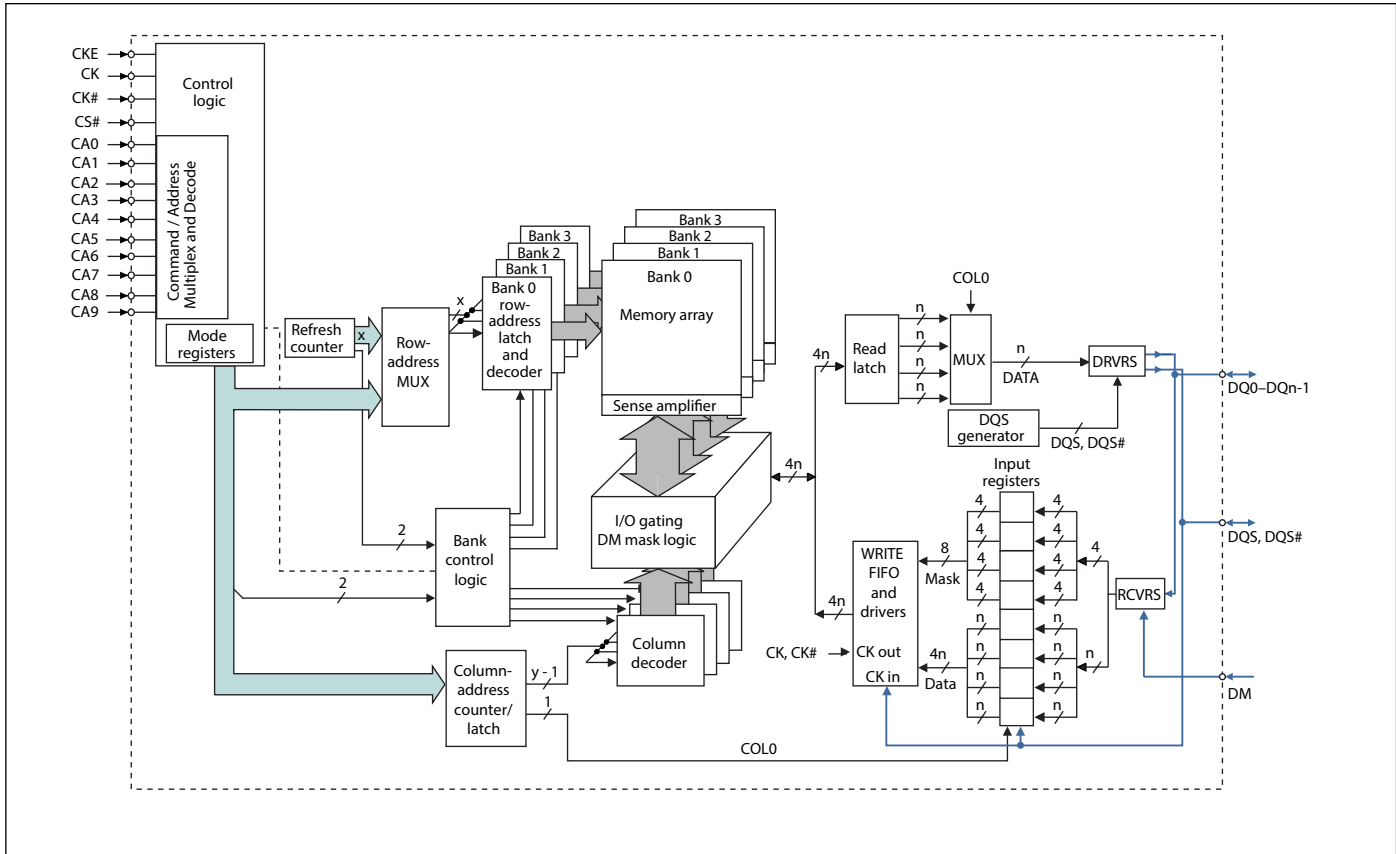 CKE
CK
CK#
CS#
CA0
CA1
CA2
CA3
CA4
CA5
CA6
CA7
CA8
CA9
Control
logic
Command / Address
Multiplex and Decode
Mode
registers
Refresh
counter
x
Row-
address
MUX
x
Bank 3
Bank 2
Bank 1
Bank 0
row-
address
latch
and
decoder
Bank 3
Bank 2
Bank 1
Bank 0
Memory array
Sense amplifier
2
2
Bank
control
logic
I/O gating
DM mask logic
Column
decoder
Column-
address
counter/
latch
y - 1
1
COL0
4n
4n
4n
Read
latch
n
n
n
n
COL0
MUX
n
DATA
DRVRS
DQS
generator
DQS, DQS#
DQ0–DQn-1
DQS, DQS#
DM
Input
registers
WRITE
FIFO
and
drivers
CK out
CK in
CK, CK#
8
Mask
4n
Data
4
4
4
4
n
n
n
n
4
4
4
4
n
n
n
n
4
n
RCVRS